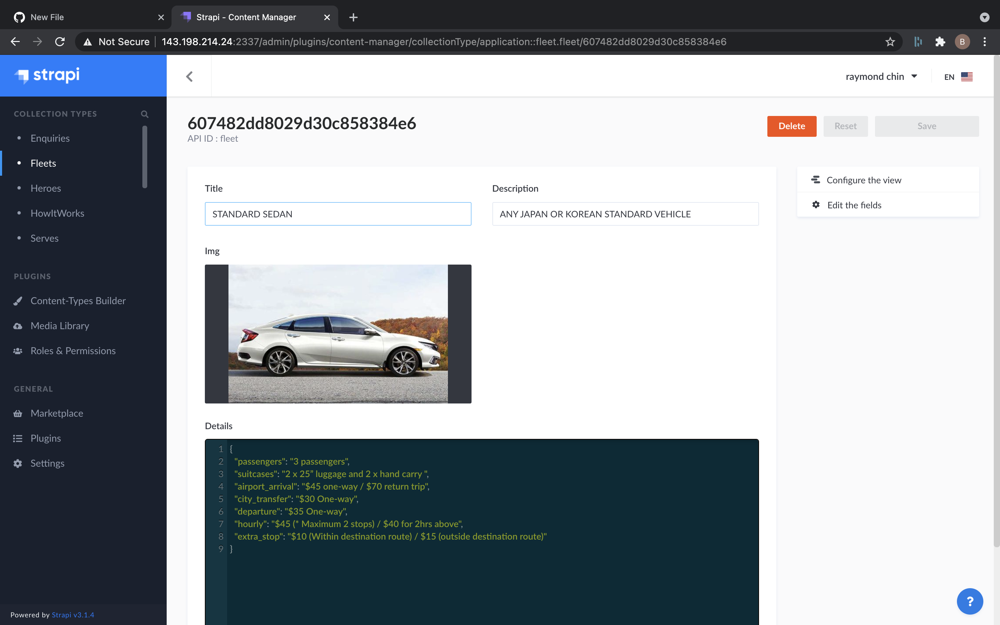 New File
Strapi - Content Manager
Not Secure
143.198.214.24:2337/admin/plugins/content-manager/collectionType/application::fleet.fleet/607482dd8029d30c858384e6
B
strapi
raymond chin
EN
COLLECTION TYPES
Enquiries
Fleets
Heroes
HowItWorks
Serves
PLUGINS
Content-Types Builder
Media Library
Roles & Permissions
GENERAL
Marketplace
Plugins
Settings
Powered by Strapi v3.1.4
607482dd8029d30c858384e6
API ID : fleet
Delete
Reset
Save
Title
Description
STANDARD SEDAN
ANY JAPAN OR KOREAN STANDARD VEHICLE
Configure the view
Edit the fields
Img
Details
1 {
2 "passengers": "3 passengers",
3 "suitcases": "2 x 25” luggage and 2 x hand carry ",
4 "airport_arrival": "$45 one-way / $70 return trip",
5 "city_transfer": "$30 One-way",
6 "departure": "$35 One-way",
7 "hourly": "$45 (* Maximum 2 stops) / $40 for 2hrs above",
8 "extra_stop": "$10 (Within destination route) / $15 (outside destination route)"
9 }
?